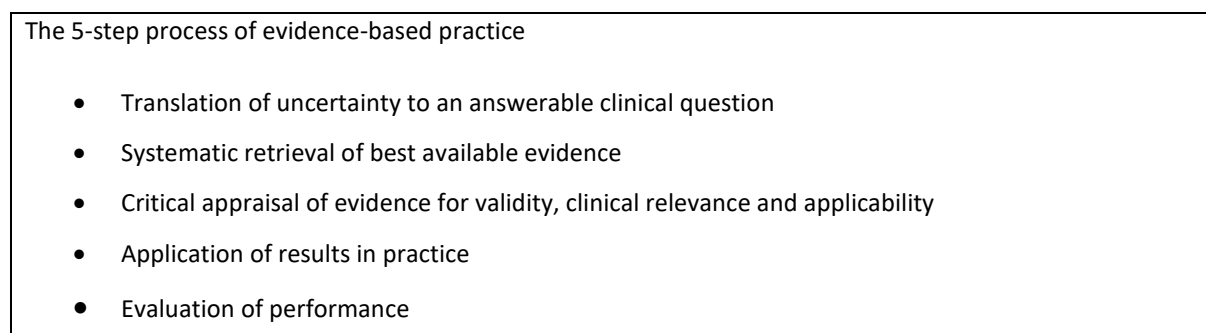 The 5-step process of evidence-based practice
• Translation of uncertainty to an answerable clinical question
• Systematic retrieval of best available evidence
• Critical appraisal of evidence for validity, clinical relevance and applicability
• Application of results in practice
• Evaluation of performance